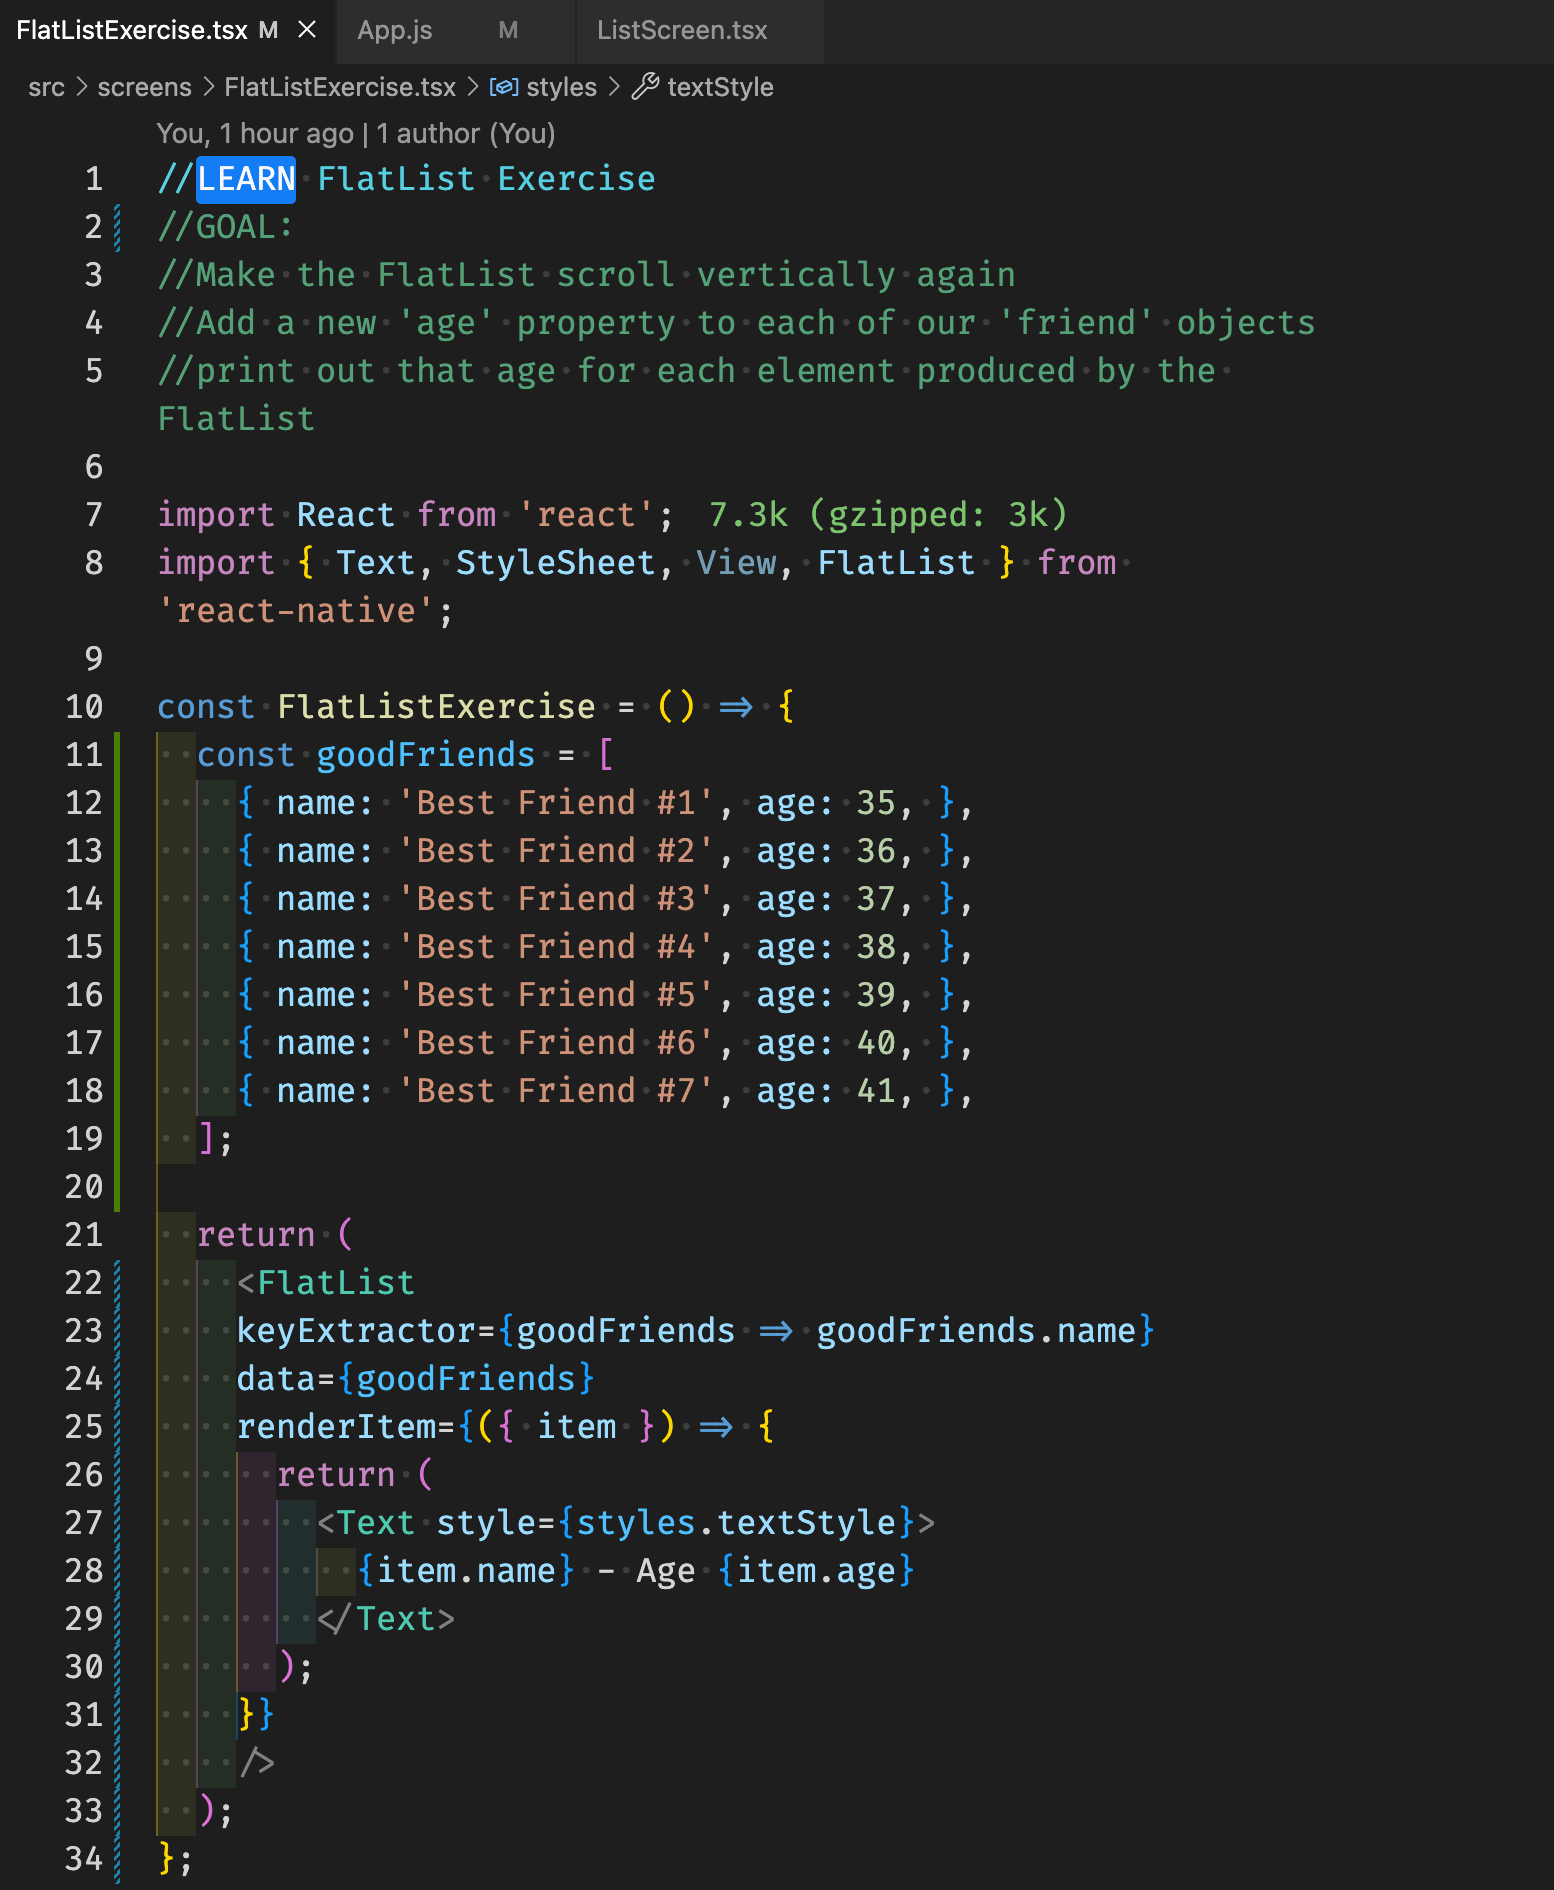 FlatListExercise.tsx M × App.js M ListScreen.tsx
src > screens > FlatListExercise.tsx > styles > textStyle
You, 1 hour ago | 1 author (You)
1 //LEARN FlatList Exercise
2 //GOAL:
3 //Make the FlatList scroll vertically again
4 //Add a new 'age' property to each of our 'friend' objects
5 //print out that age for each element produced by the
FlatList
6
7 import React from 'react'; 7.3k (gzipped: 3k)
8 import { Text, StyleSheet, View, FlatList } from
'react-native';
9
10 const FlatListExercise = () => {
11   const goodFriends = [
12     { name: 'Best Friend #1', age: 35, },
13     { name: 'Best Friend #2', age: 36, },
14     { name: 'Best Friend #3', age: 37, },
15     { name: 'Best Friend #4', age: 38, },
16     { name: 'Best Friend #5', age: 39, },
17     { name: 'Best Friend #6', age: 40, },
18     { name: 'Best Friend #7', age: 41, },
19   ];
20
21   return (
22     <FlatList
23     keyExtractor={goodFriends => goodFriends.name}
24     data={goodFriends}
25     renderItem={({ item }) => {
26       return (
27         <Text style={styles.textStyle}>
28           {item.name} - Age {item.age}
29         </Text>
30       );
31     }}
32     />
33   );
34 };